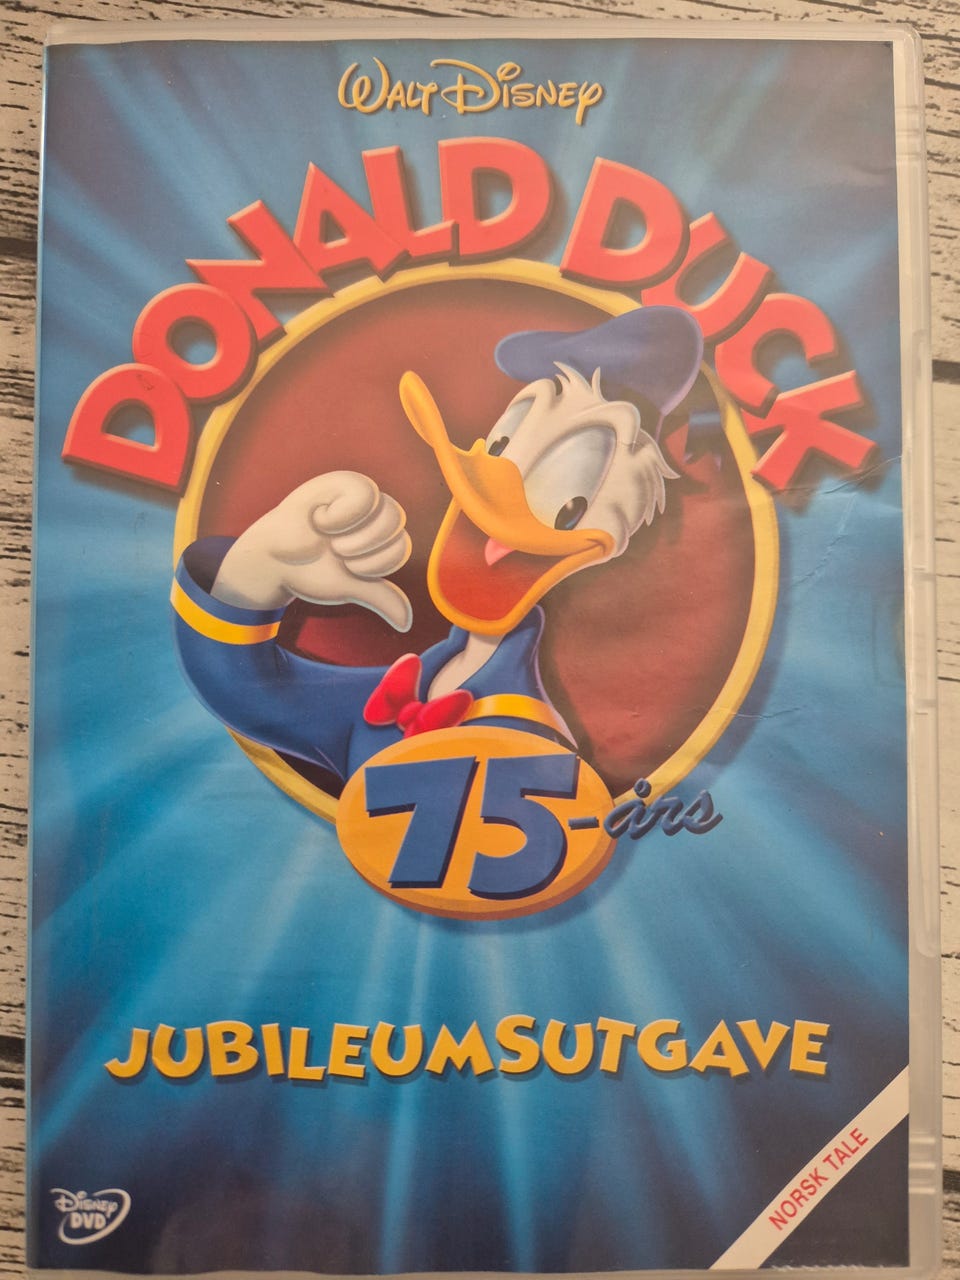 WALT DISNEY
DONALD DUCK
75-års
JUBILEUMSUTGAVE
NORSK TALE
DISNEY
DVD